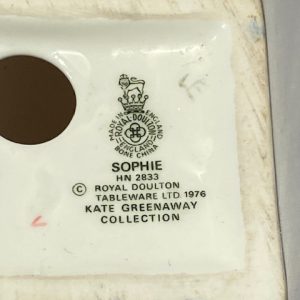 MADE IN ENGLAND
ROYAL DOULTON
ENGLAND
BONE CHINA
SOPHIE
HN 2833
© ROYAL DOULTON
TABLEWARE LTD 1976
KATE GREENAWAY
COLLECTION